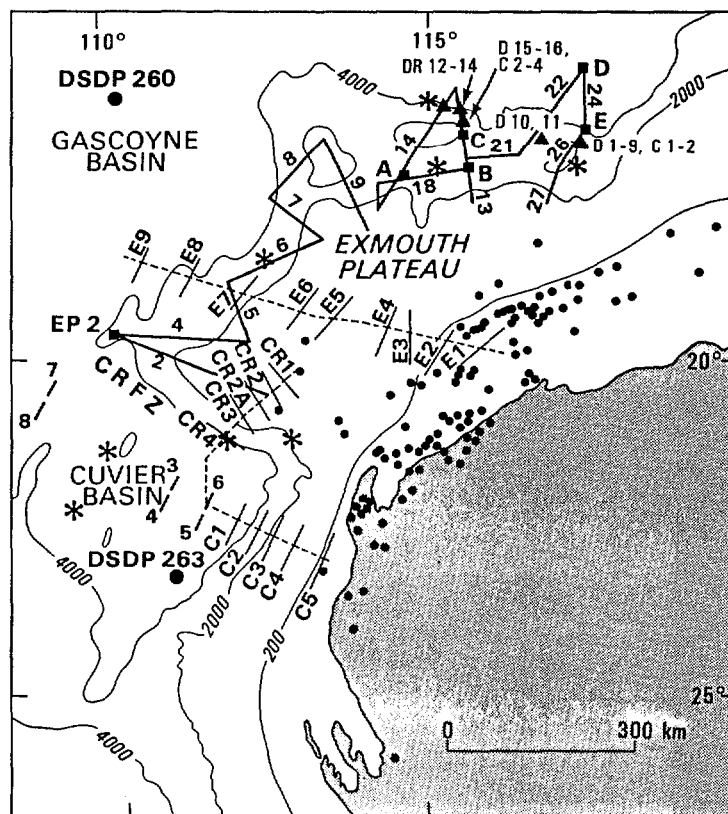 110°
115°
DSDP 260
GASCOYNE
BASIN
4000
DR 12-14
D 15-16,
C 2-4
D
2000
22
24
D 10, 11
E
C
14
21
26
D 1-9, C 1-2
8
A
B
18
9
13
27
7
EXMOUTH
PLATEAU
6
E9
E8
E7
E6
E5
E4
E3
E2
E1
5
EP 2
4
2
CRFZ
CR1
CR2
CR2A
CR3
CR4
20°
7
8
CUVIER
BASIN
3
4
6
5
C1
C2
C3
C4
C5
DSDP 263
4000
2000
200
25°
4000
0
300 km